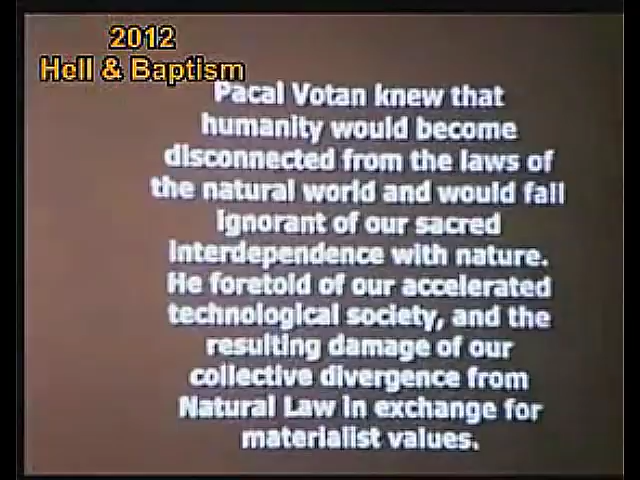 2012
Hell & Baptism
Pacal Votan knew that
humanity would become
disconnected from the laws of
the natural world and would fall
ignorant of our sacred
interdependence with nature.
He foretold of our accelerated
technological society, and the
resulting damage of our
collective divergence from
Natural Law in exchange for
materialist values.